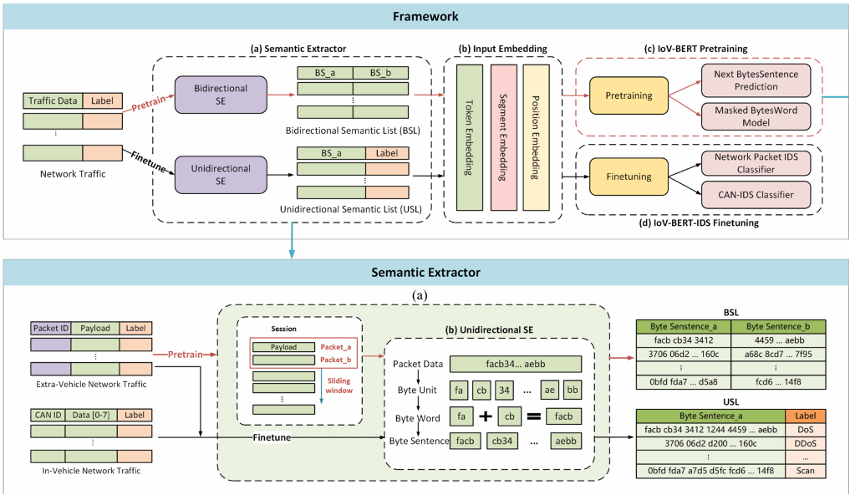 Framework
(a) Semantic Extractor
(b) Input Embedding
(c) IoV-BERT Pretraining
Traffic Data Label
Network Traffic
Pretrain
Finetune
Bidirectional
SE
BS_a BS_b
Bidirectional Semantic List (BSL)
Unidirectional
SE
BS_a Label
Unidirectional Semantic List (USL)
Token Embedding
Segment Embedding
Position Embedding
Pretraining
Next BytesSentence
Prediction
Masked BytesWord
Model
Finetuning
Network Packet IDS
Classifier
CAN-IDS Classifier
(d) IoV-BERT-IDS Finetuning
Semantic Extractor
(a)
Packet ID Payload Label
Extra-Vehicle Network Traffic
CAN ID Data [0-7] Label
In-Vehicle Network Traffic
Pretrain
Finetune
Session
Payload Packet_a
Packet_b
Sliding
window
(b) Unidirectional SE
Packet Data facb34... aebb
Byte Unit fa cb 34 ... ae bb
Byte Word fa + cb = facb
Byte Sentence facb cb34 ... aebb
BSL
Byte Senstence_a Byte Sentence_b
facb cb34 3412 4459 ... aebb
3706 06d2 ... 160c a68c 8cd7 ... 7f95
0bfd fda7 ... d5a8 fcd6 ... 14f8
USL
Byte Sentence_a Label
facb cb34 3412 1244 4459 ... aebb DoS
3706 06d2 d200 ... 160c DDoS
...
0bfd fda7 a7d5 d5fc fcd6 ... 14f8 Scan